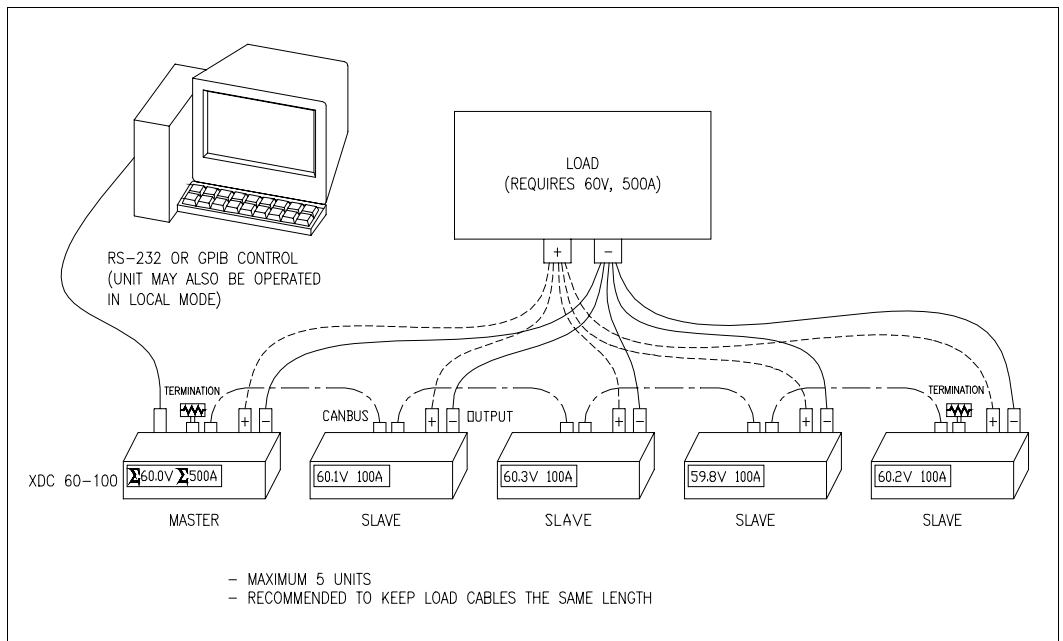 LOAD
(REQUIRES 60V, 500A)
+
-
RS-232 OR GPIB CONTROL
(UNIT MAY ALSO BE OPERATED
IN LOCAL MODE)
TERMINATION
TERMINATION
CANBUS
OUTPUT
+ -
+ -
+ -
+ -
+ -
XDC 60-100
Σ60.0V Σ500A
60.1V 100A
60.3V 100A
59.8V 100A
60.2V 100A
MASTER
SLAVE
SLAVE
SLAVE
SLAVE
- MAXIMUM 5 UNITS
- RECOMMENDED TO KEEP LOAD CABLES THE SAME LENGTH